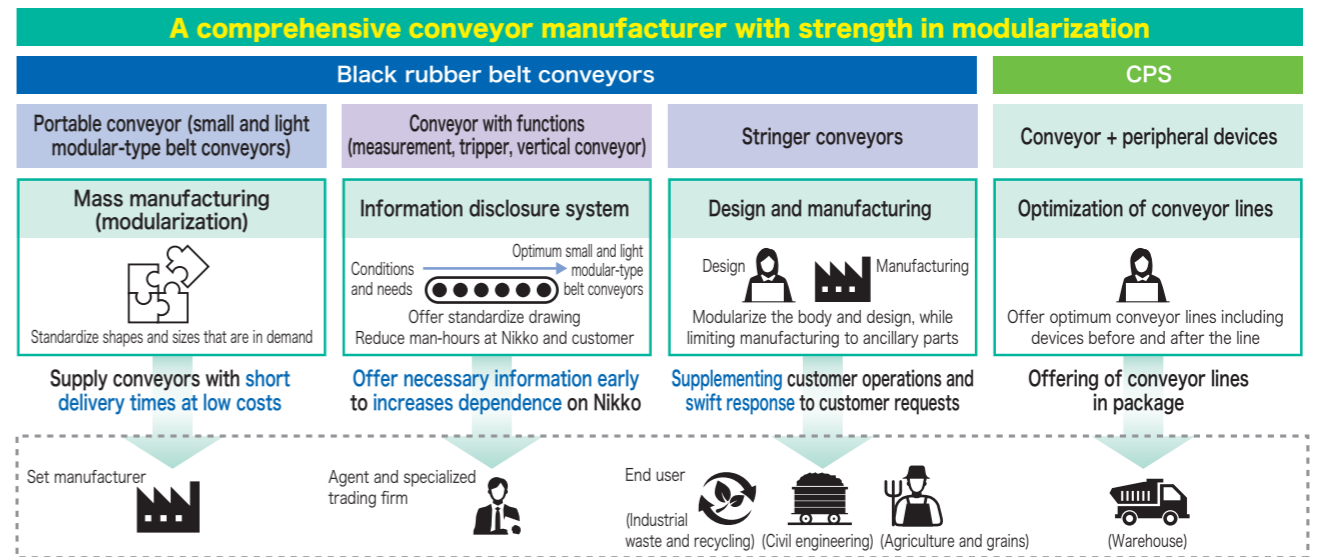 A comprehensive conveyor manufacturer with strength in modularization
Black rubber belt conveyors
CPS
Portable conveyor (small and light
modular-type belt conveyors)
Conveyor with functions
(measurement, tripper, vertical conveyor)
Stringer conveyors
Conveyor + peripheral devices
Mass manufacturing
(modularization)
Standardize shapes and sizes that are in demand
Information disclosure system
Conditions
and needs
Optimum small and light
modular-type
belt conveyors
Offer standardize drawing
Reduce man-hours at Nikko and customer
Design and manufacturing
Design
Manufacturing
Modularize the body and design, while
limiting manufacturing to ancillary parts
Optimization of conveyor lines
Offer optimum conveyor lines including
devices before and after the line
Supply conveyors with short
delivery times at low costs
Offer necessary information early
to increases dependence on Nikko
Supplementing customer operations and
swift response to customer requests
Offering of conveyor lines
in package
Set manufacturer
Agent and specialized
trading firm
End user
(Industrial
waste and recycling)
(Civil engineering)
(Agriculture and grains)
(Warehouse)